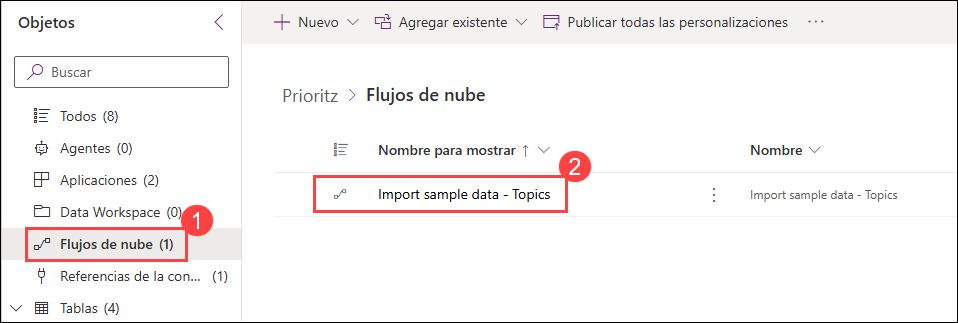 Objetos
Buscar
Todos (8)
Agentes (0)
Aplicaciones (2)
Data Workspace (0)
1
Flujos de nube (1)
Referencias de la con... (1)
Tablas (4)
Nuevo
Agregar existente
Publicar todas las personalizaciones
Prioritz > Flujos de nube
Nombre para mostrar ↑
Nombre
2
Import sample data - Topics
Import sample data - Topics